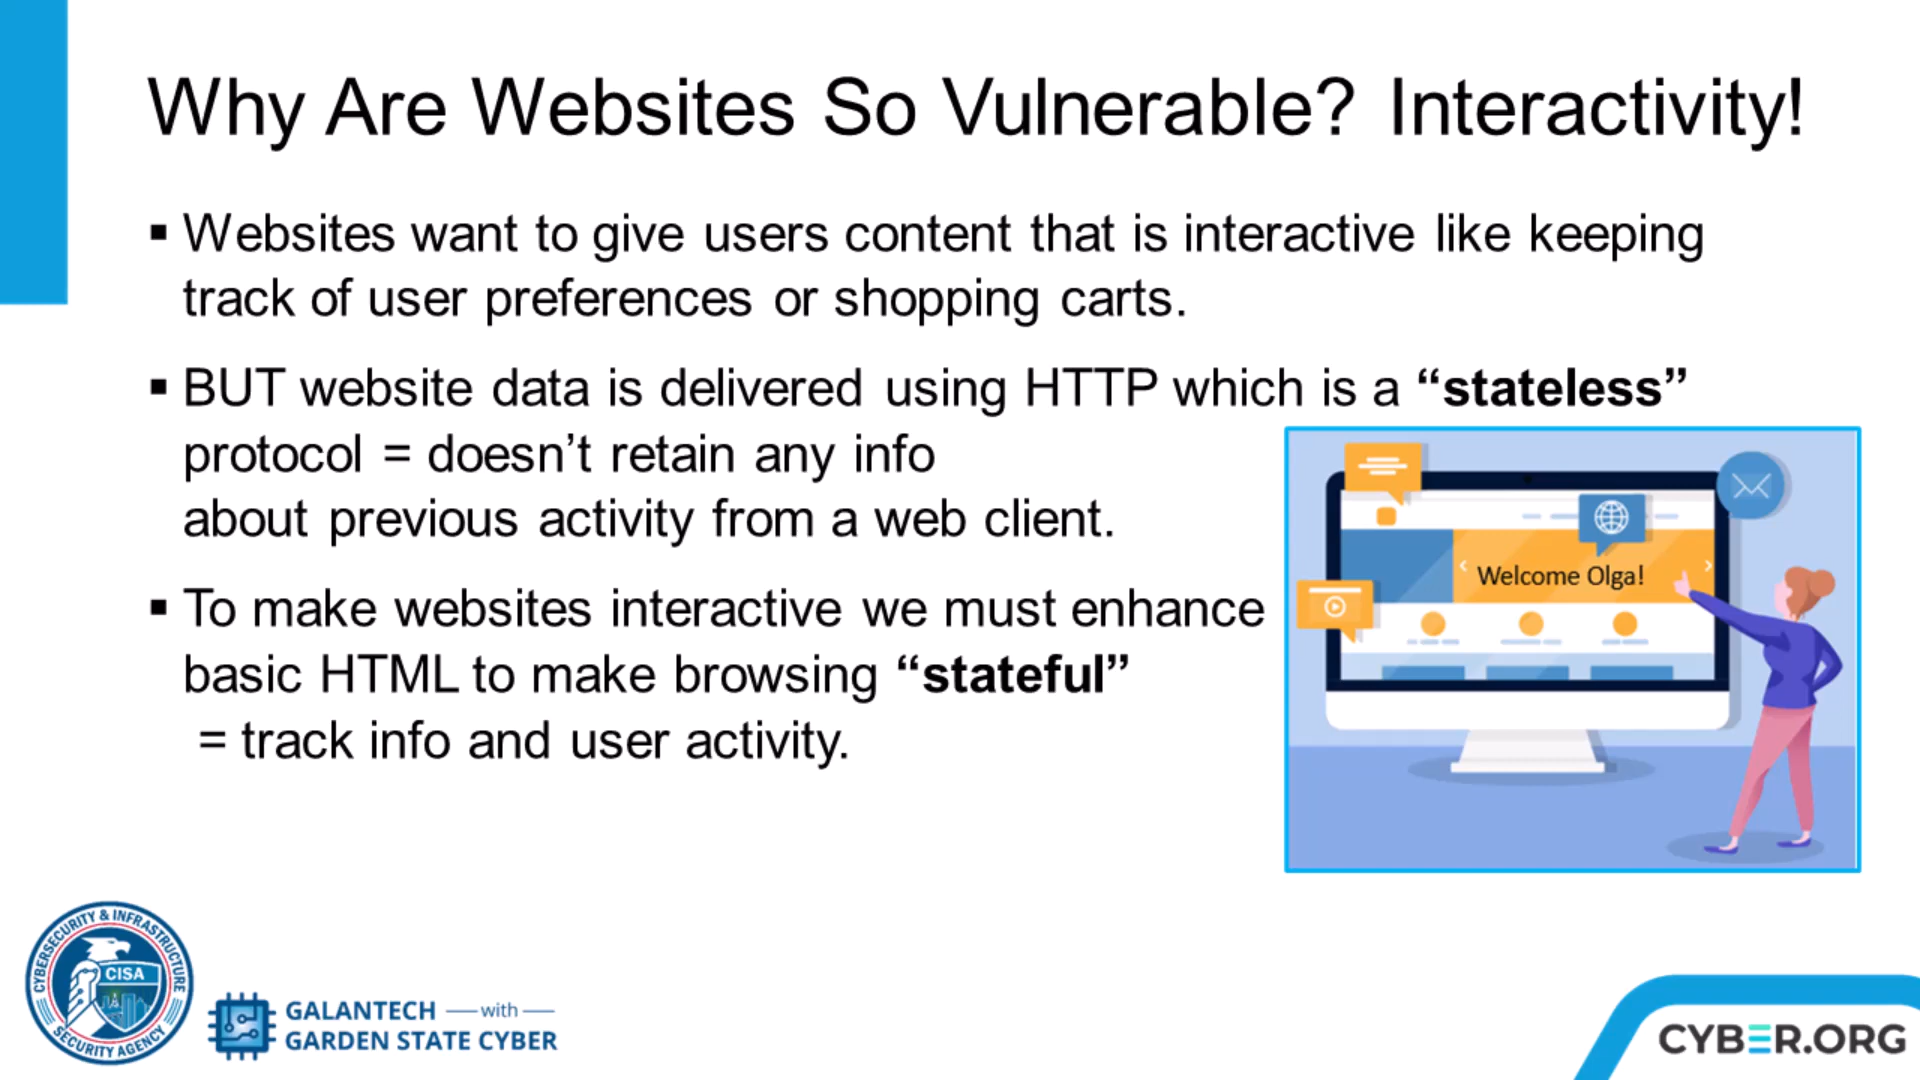 Why Are Websites So Vulnerable? Interactivity!
▪ Websites want to give users content that is interactive like keeping
track of user preferences or shopping carts.
▪ BUT website data is delivered using HTTP which is a “stateless”
protocol = doesn’t retain any info
about previous activity from a web client.
▪ To make websites interactive we must enhance
basic HTML to make browsing “stateful”
= track info and user activity.
Welcome Olga!
CYBERSECURITY & INFRASTRUCTURE
CISA
SECURITY AGENCY
GALANTECH — with —
GARDEN STATE CYBER
CYBER.ORG